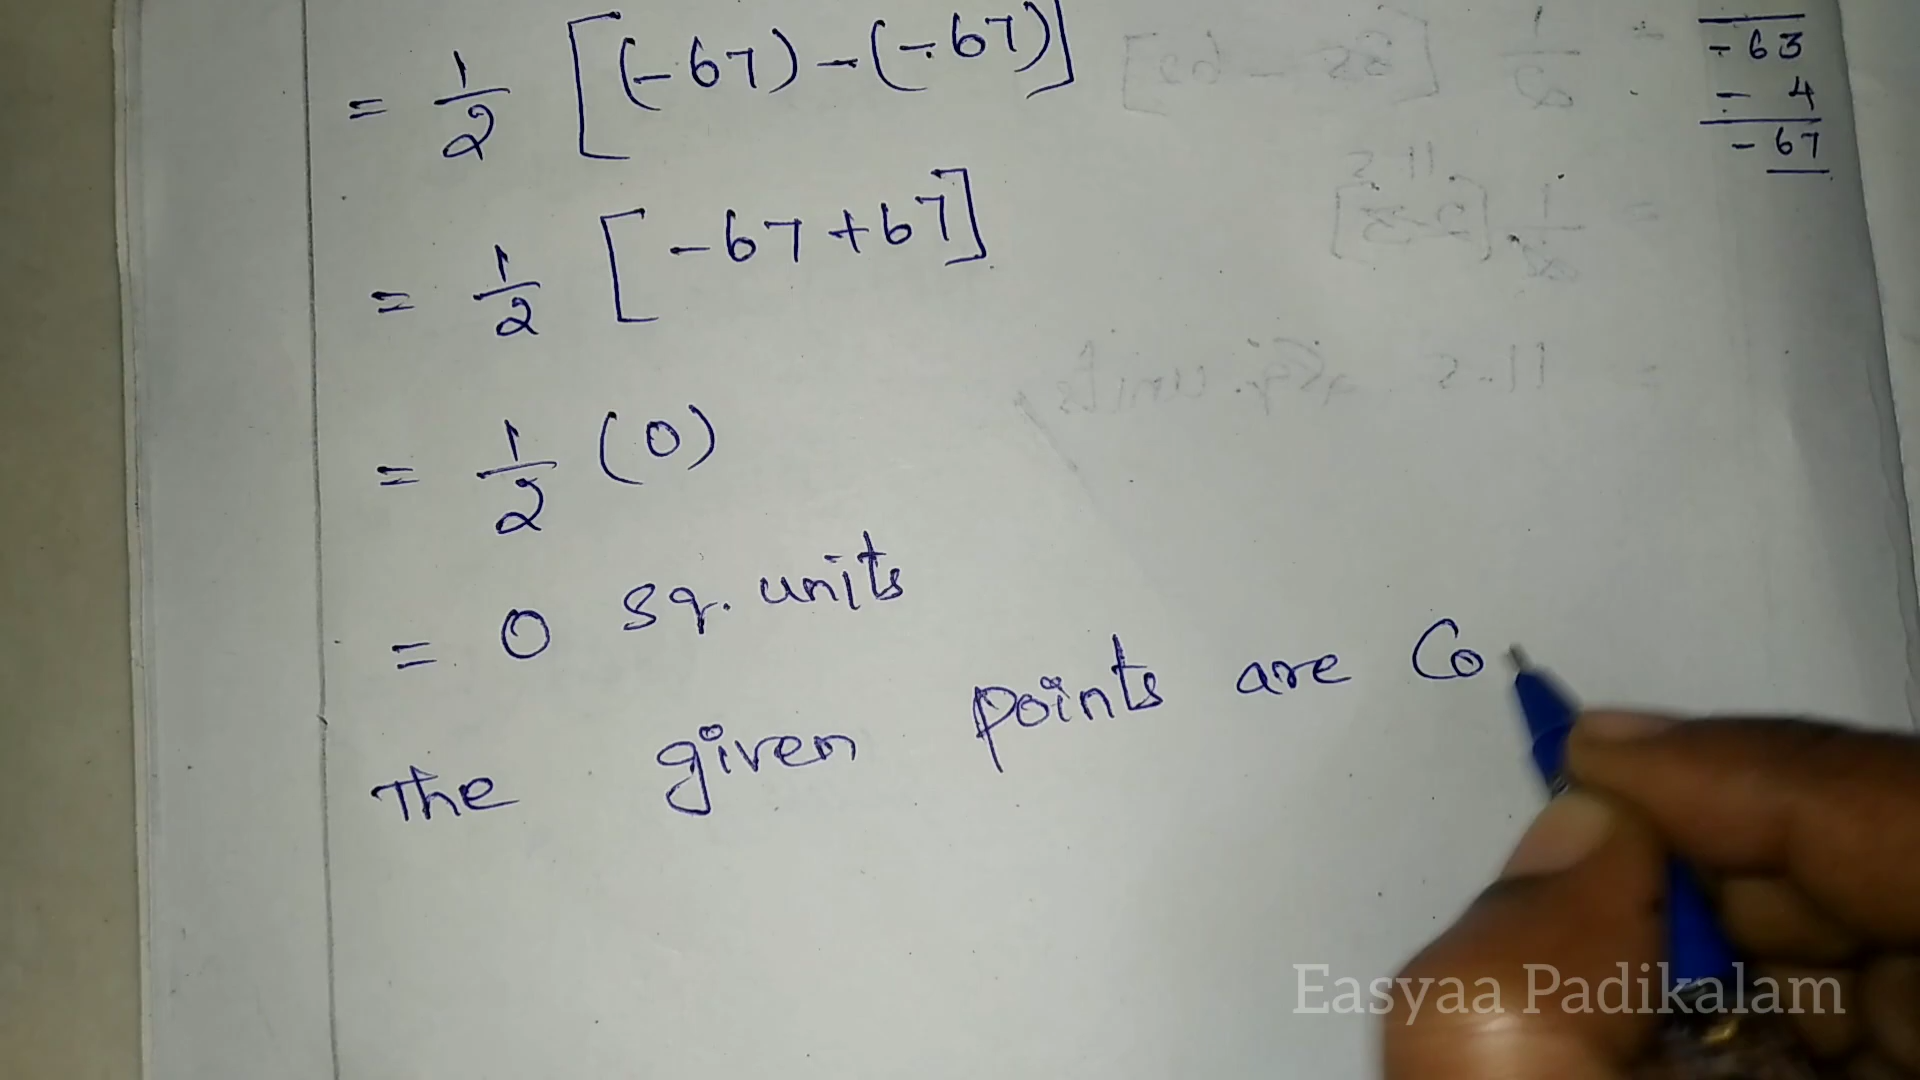 = 1/2 [(-67) - (-67)]
- 63
- 4
- 67
= 1/2 [-67 + 67]
= 1/2 (0)
= 0 sq. units
The given points are Co
Easyaa Padikalam